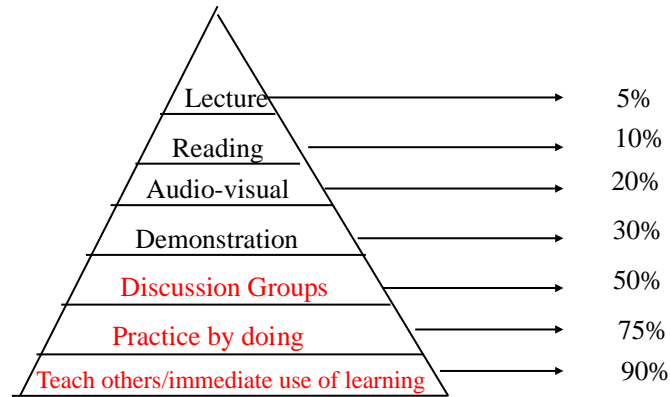 Lecture 5%
Reading 10%
Audio-visual 20%
Demonstration 30%
Discussion Groups 50%
Practice by doing 75%
Teach others/immediate use of learning 90%